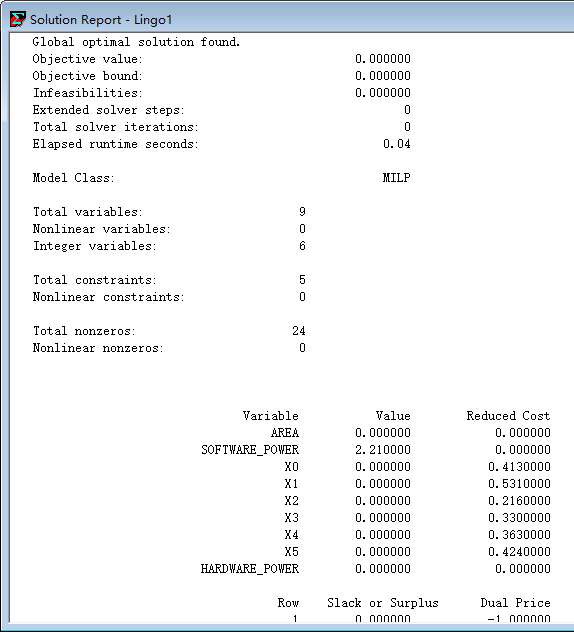 Solution Report - Lingo1
Global optimal solution found.
Objective value: 0.000000
Objective bound: 0.000000
Infeasibilities: 0.000000
Extended solver steps: 0
Total solver iterations: 0
Elapsed runtime seconds: 0.04
Model Class: MILP
Total variables: 9
Nonlinear variables: 0
Integer variables: 6
Total constraints: 5
Nonlinear constraints: 0
Total nonzeros: 24
Nonlinear nonzeros: 0
Variable Value Reduced Cost
AREA 0.000000 0.000000
SOFTWARE_POWER 2.210000 0.000000
X0 0.000000 0.4130000
X1 0.000000 0.5310000
X2 0.000000 0.2160000
X3 0.000000 0.3300000
X4 0.000000 0.3630000
X5 0.000000 0.4240000
HARDWARE_POWER 0.000000 0.000000
Row Slack or Surplus Dual Price
1 0.000000 -1.000000